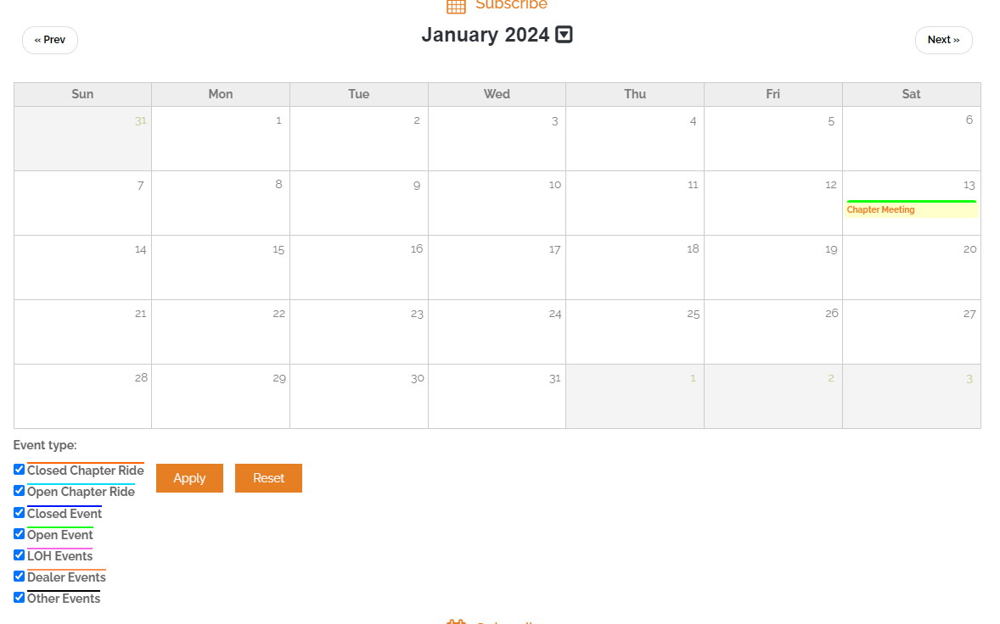 Subscribe
« Prev
January 2024
Next »
Sun Mon Tue Wed Thu Fri Sat
31 1 2 3 4 5 6
7 8 9 10 11 12 13
Chapter Meeting
14 15 16 17 18 19 20
21 22 23 24 25 26 27
28 29 30 31 1 2 3
Event type:
Closed Chapter Ride
Apply Reset
Open Chapter Ride
Closed Event
Open Event
LOH Events
Dealer Events
Other Events